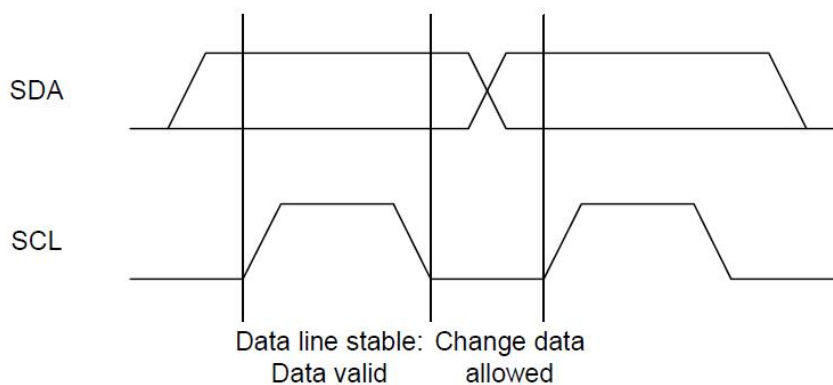 SDA
SCL
Data line stable: Change data
Data valid allowed